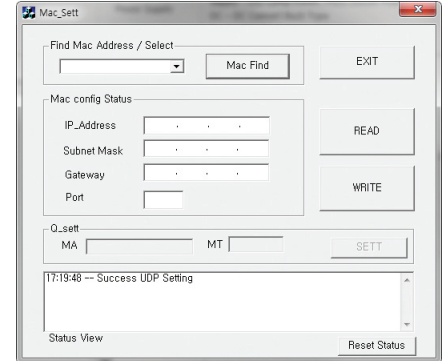 Mac_Sett
Find Mac Address / Select
Mac Find
EXIT
Mac config Status
IP_Address
READ
Subnet Mask
Gateway
WRITE
Port
Q_sett
MA
MT
SETT
17:19:48 -- Success UDP Setting
Status View
Reset Status